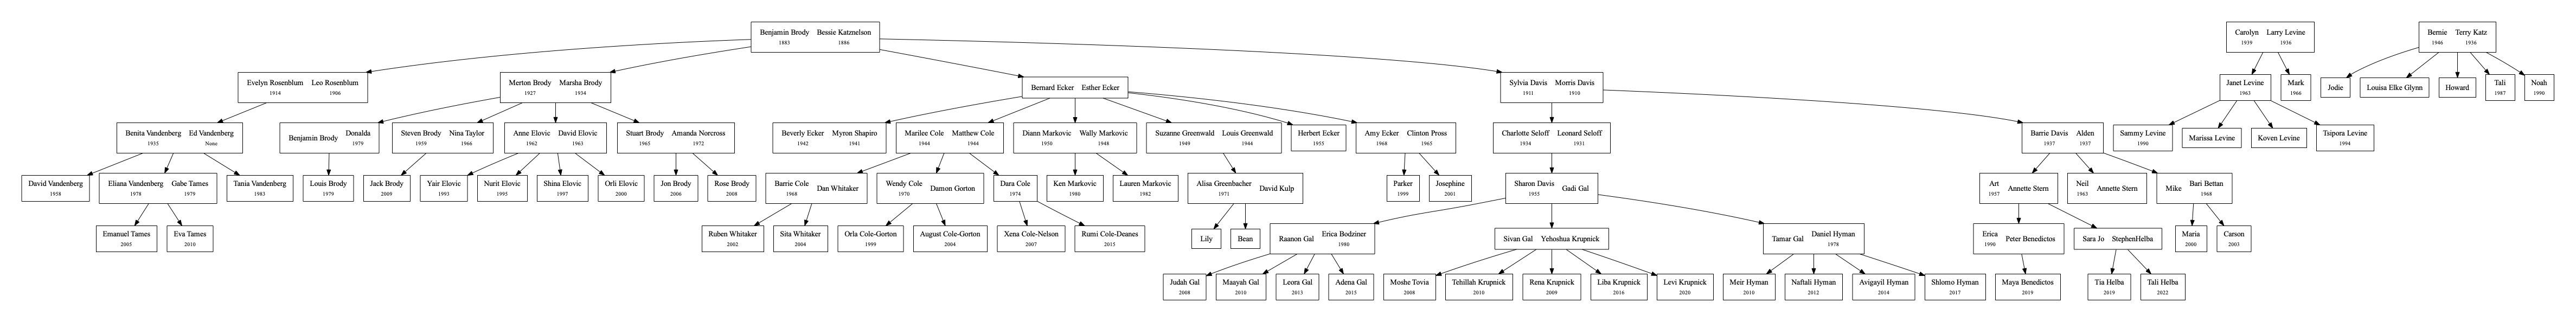 Benjamin Brody Bessie Katznelson
1883 1886
Carolyn Larry Levine
1939 1936
Bernie Terry Katz
1946 1936
Evelyn Rosenblum Leo Rosenblum
1914 1906
Merton Brody Marsha Brody
1927 1934
Bernard Ecker Esther Ecker
Sylvia Davis Morris Davis
1911 1910
Janet Levine
1963
Mark
1966
Jodie
Louisa Elke Glynn
Howard
Tali
1987
Noah
1990
Benita Vandenberg Ed Vandenberg
1935 None
Benjamin Brody Donalda
1979
Steven Brody Nina Taylor
1959 1966
Anne Elovic David Elovic
1962 1963
Stuart Brody Amanda Norcross
1965 1972
Beverly Ecker Myron Shapiro
1942 1941
Marilee Cole Matthew Cole
1944 1944
Diann Markovic Wally Markovic
1950 1948
Suzanne Greenwald Louis Greenwald
1949 1944
Herbert Ecker
1955
Amy Ecker Clinton Pross
1968 1965
Charlotte Seloff Leonard Seloff
1934 1931
Barrie Davis Alden
1937 1937
Sammy Levine
1990
Marissa Levine
Koven Levine
Tsipora Levine
1994
David Vandenberg
1958
Eliana Vandenberg Gabe Tames
1978 1979
Tania Vandenberg
1983
Louis Brody
1979
Jack Brody
2009
Yair Elovic
1993
Nurit Elovic
1995
Shina Elovic
1997
Orli Elovic
2000
Jon Brody
2006
Rose Brody
2008
Barrie Cole Dan Whitaker
1968
Wendy Cole Damon Gorton
1970
Dara Cole
1974
Ken Markovic
1980
Lauren Markovic
1982
Alisa Greenbacher David Kulp
1971
Parker
1999
Josephine
2001
Sharon Davis Gadi Gal
1955
Art Annette Stern
1957
Neil Annette Stern
1963
Mike Bari Bettan
1968
Emanuel Tames
2005
Eva Tames
2010
Ruben Whitaker
2002
Sita Whitaker
2004
Orla Cole-Gorton
1999
August Cole-Gorton
2004
Xena Cole-Nelson
2007
Rumi Cole-Deanes
2015
Lily
Bean
Raanon Gal Erica Bodziner
1980
Sivan Gal Yehoshua Krupnick
Tamar Gal Daniel Hyman
1978
Erica Peter Benedictos
1990
Sara Jo StephenHelba
Maria
2000
Carson
2003
Judah Gal
2008
Maayah Gal
2010
Leora Gal
2013
Adena Gal
2015
Moshe Tovia
2008
Tehillah Krupnick
2010
Rena Krupnick
2009
Liba Krupnick
2016
Levi Krupnick
2020
Meir Hyman
2010
Naftali Hyman
2012
Avigayil Hyman
2014
Shlomo Hyman
2017
Maya Benedictos
2019
Tia Helba
2019
Tali Helba
2022